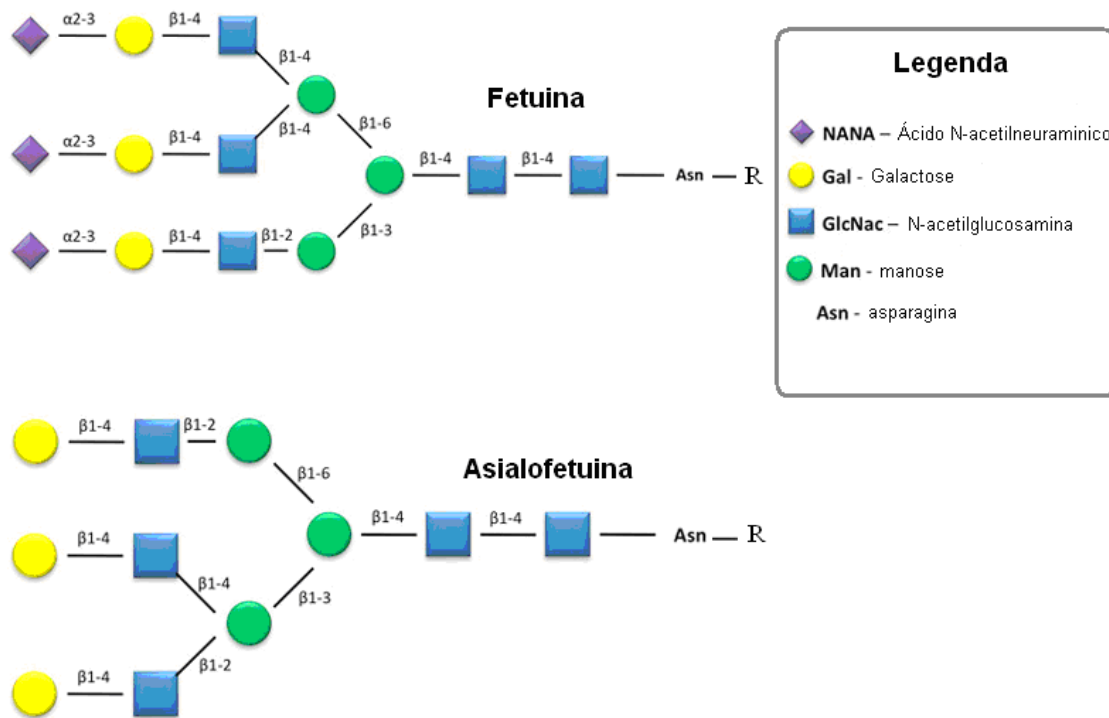 α2-3 β1-4
β1-4
Fetuina
α2-3 β1-4 β1-4 β1-6
β1-4 β1-4
Asn R
α2-3 β1-4 β1-2 β1-3
Legenda
NANA – Ácido N-acetilneuraminico
Gal - Galactose
GlcNac – N-acetilglucosamina
Man - manose
Asn - asparagina
β1-4 β1-2
β1-6
Asialofetuina
β1-4 β1-4
Asn R
β1-4
β1-4 β1-3
β1-2
β1-4